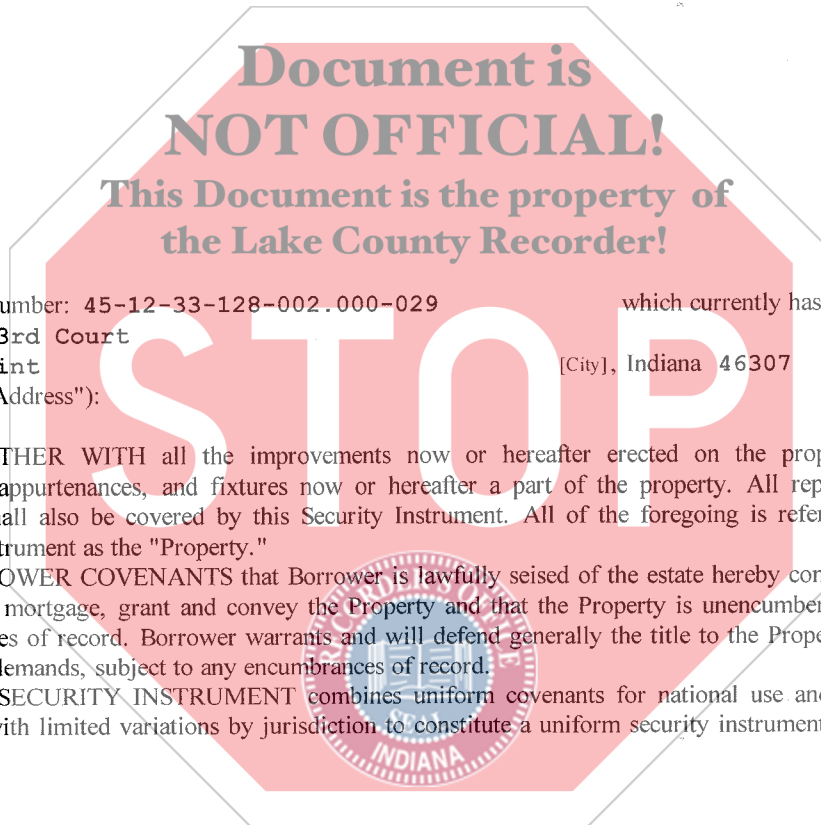 Document is
NOT OFFICIAL!
This Document is the property of
the Lake County Recorder!
umber: 45-12-33-128-002.000-029 which currently has
3rd Court
int [City], Indiana 46307
Address"):
STOP
THER WITH all the improvements now or hereafter erected on the prop
appurtenances, and fixtures now or hereafter a part of the property. All rep
all also be covered by this Security Instrument. All of the foregoing is refer
trument as the "Property."
OWER COVENANTS that Borrower is lawfully seised of the estate hereby con
mortgage, grant and convey the Property and that the Property is unencumber
es of record. Borrower warrants and will defend generally the title to the Prope
demands, subject to any encumbrances of record.
SECURITY INSTRUMENT combines uniform covenants for national use and
ith limited variations by jurisdiction to constitute a uniform security instrument
RECORDER'S OFFICE
SEAL
INDIANA